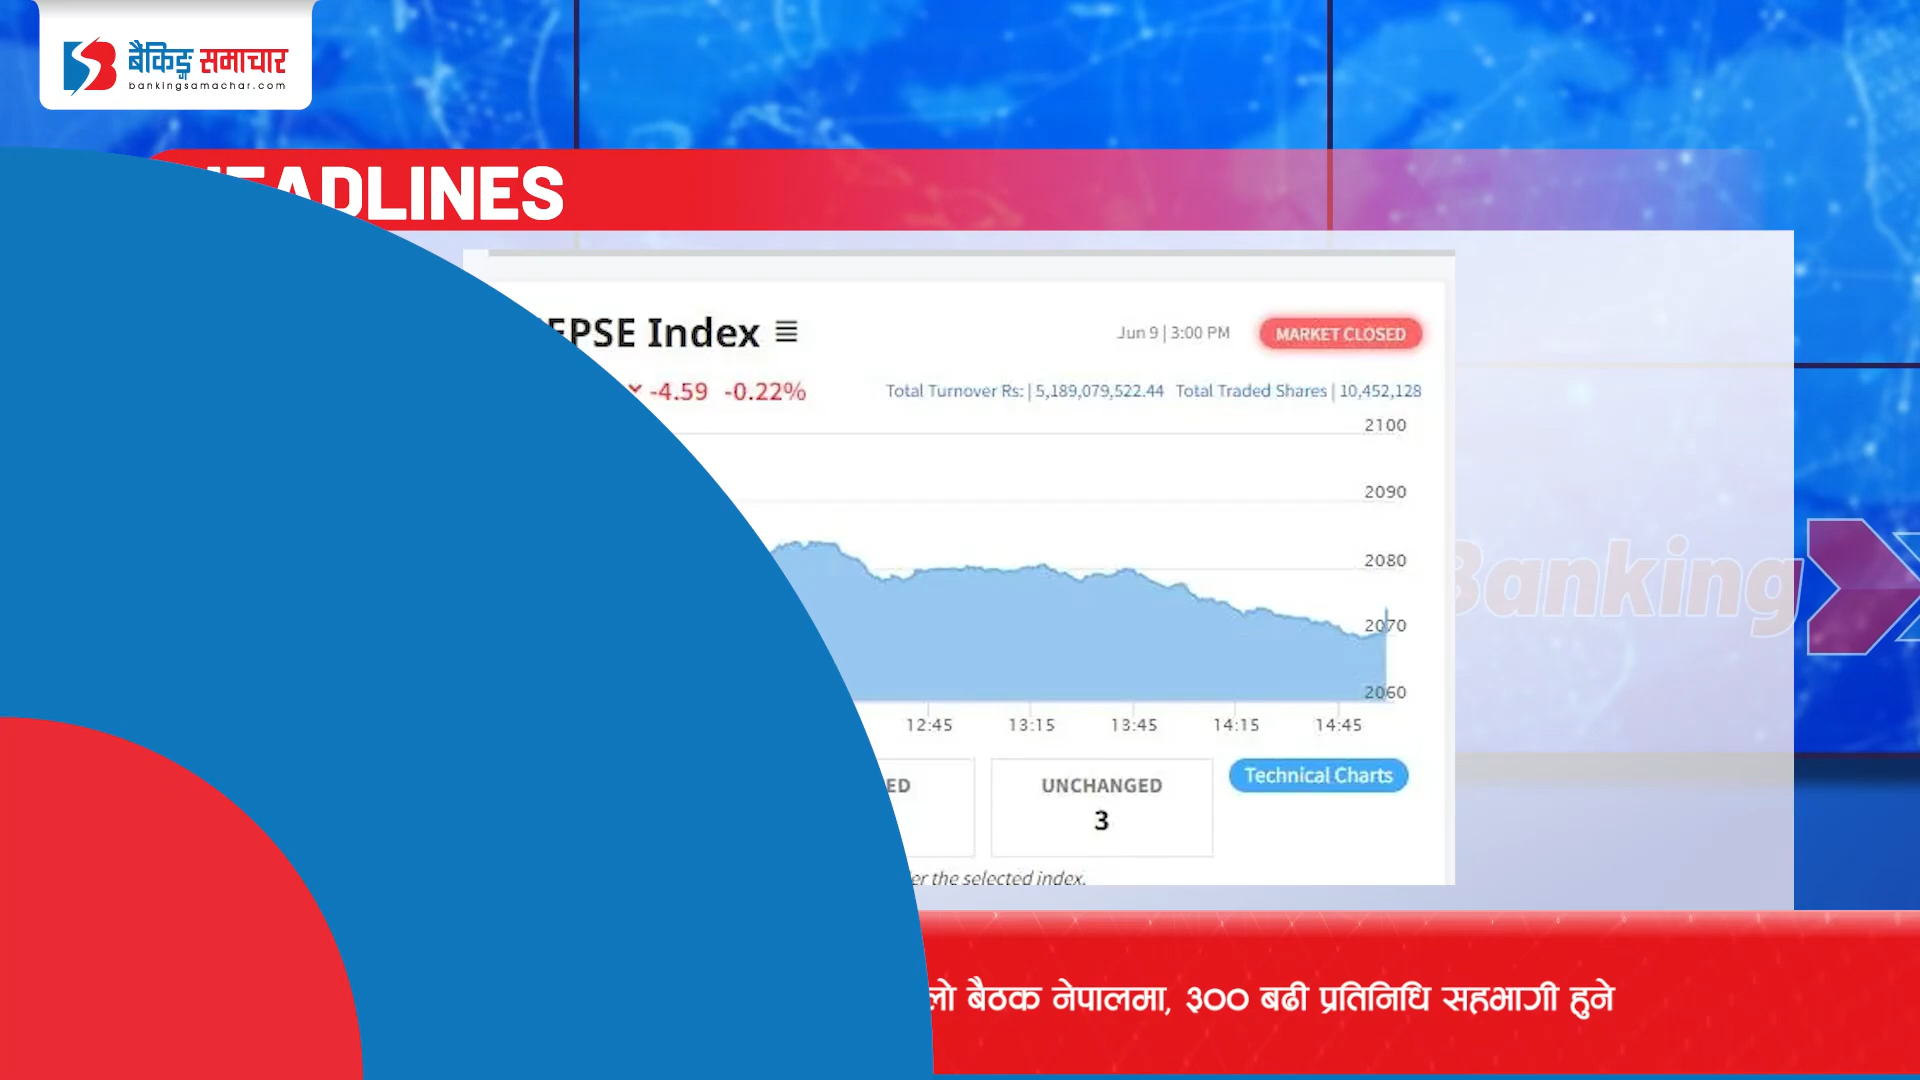 बैकिङ्ग समाचार
bankingsamachar.com
HEADLINES
EPSE Index
Jun 9 | 3:00 PM
MARKET CLOSED
-4.59 -0.22%
Total Turnover Rs: | 5,189,079,522.44 Total Traded Shares | 10,452,128
2100
2090
2080
2070
2060
12:45 13:15 13:45 14:15 14:45
Banking
ED
UNCHANGED
3
Technical Charts
er the selected index.
लो बैठक नेपालमा, ३०० बढी प्रतिनिधि सहभागी हुने